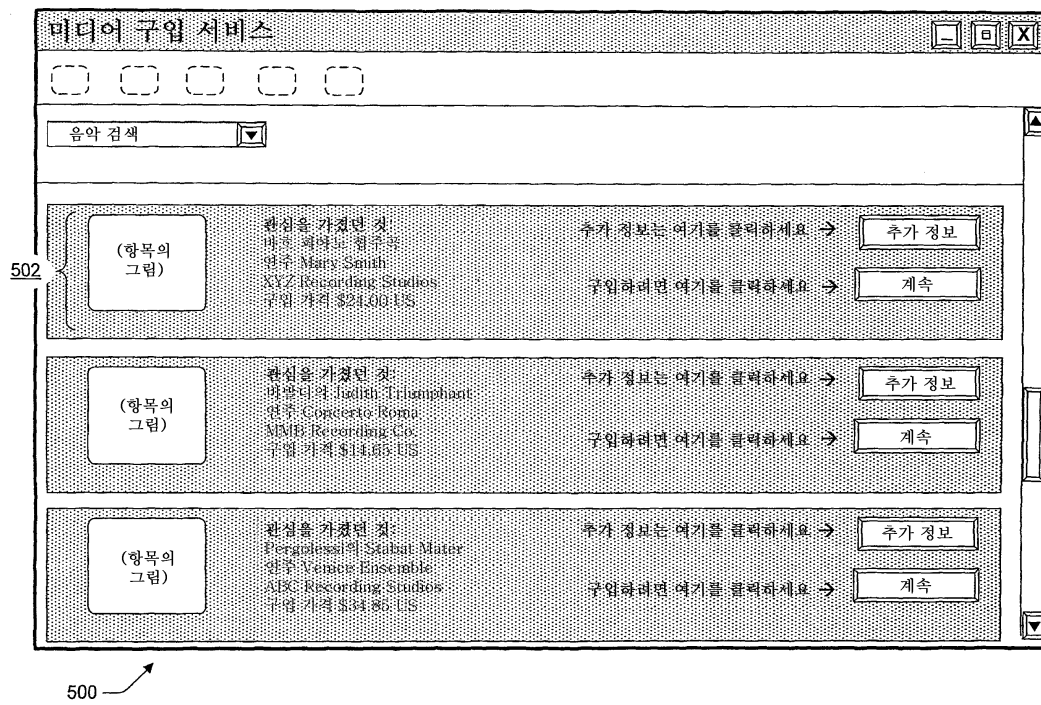 미디어 구입 서비스
X
음악 검색
502
(항목의
그림)
관심을 가졌던 것:
바흐 피아노 협주곡
연주 Mary Smith
XYZ Recording Studios
구입 가격 $24.00 US
추가 정보는 여기를 클릭하세요 →
추가 정보
구입하려면 여기를 클릭하세요 →
계속
(항목의
그림)
관심을 가졌던 것:
비발디의 Judith Triumphant
연주 Concerto Roma
MMB Recording Co.
구입 가격 $14.65 US
추가 정보는 여기를 클릭하세요 →
추가 정보
구입하려면 여기를 클릭하세요 →
계속
(항목의
그림)
관심을 가졌던 것:
Pergolessi의 Stabat Mater
연주 Venice Ensemble
ABC Recording Studios
구입 가격 $34.85 US
추가 정보는 여기를 클릭하세요 →
추가 정보
구입하려면 여기를 클릭하세요 →
계속
500